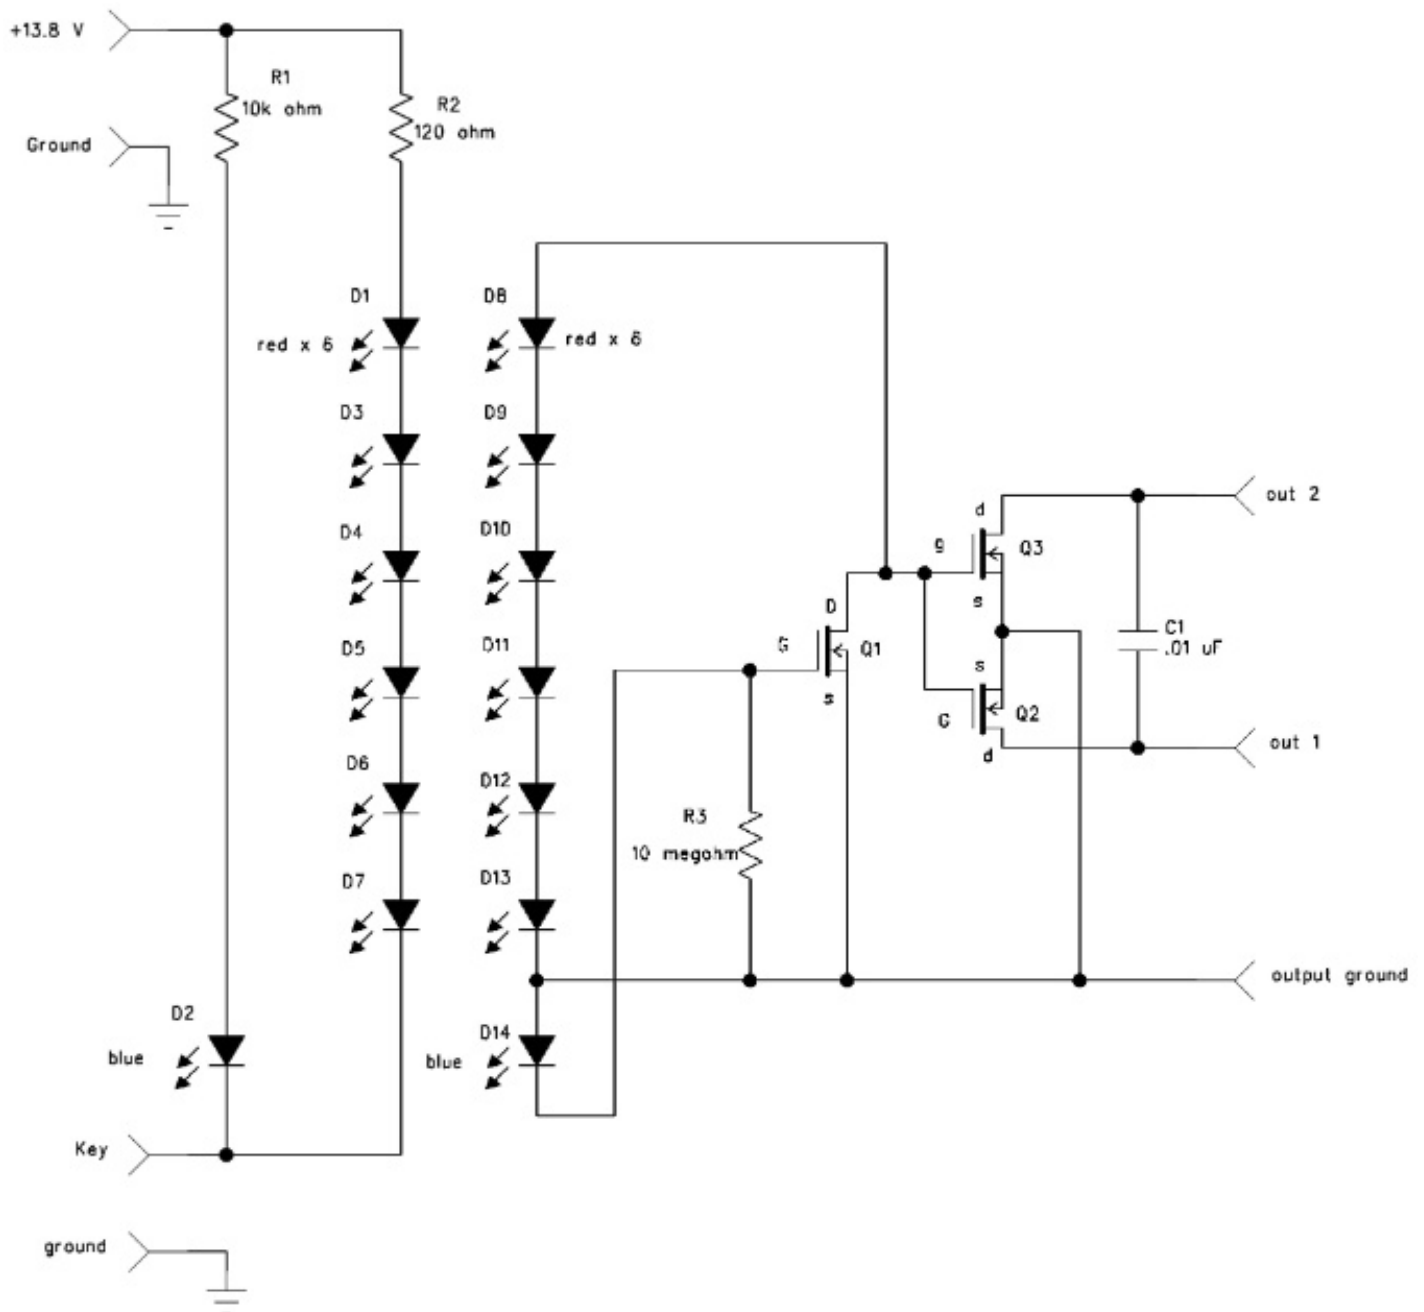 +13.8 V
R1
10k ohm
R2
120 ohm
Ground
D1
D8
red x 6
red x 6
D3
D9
D4
D10
D5
D11
D6
D12
D7
D13
D2
blue
D14
blue
Key
ground
D
G
Q1
s
R3
10 megohm
d
g
Q3
s
s
G
Q2
d
C1
.01 uF
out 2
out 1
output ground